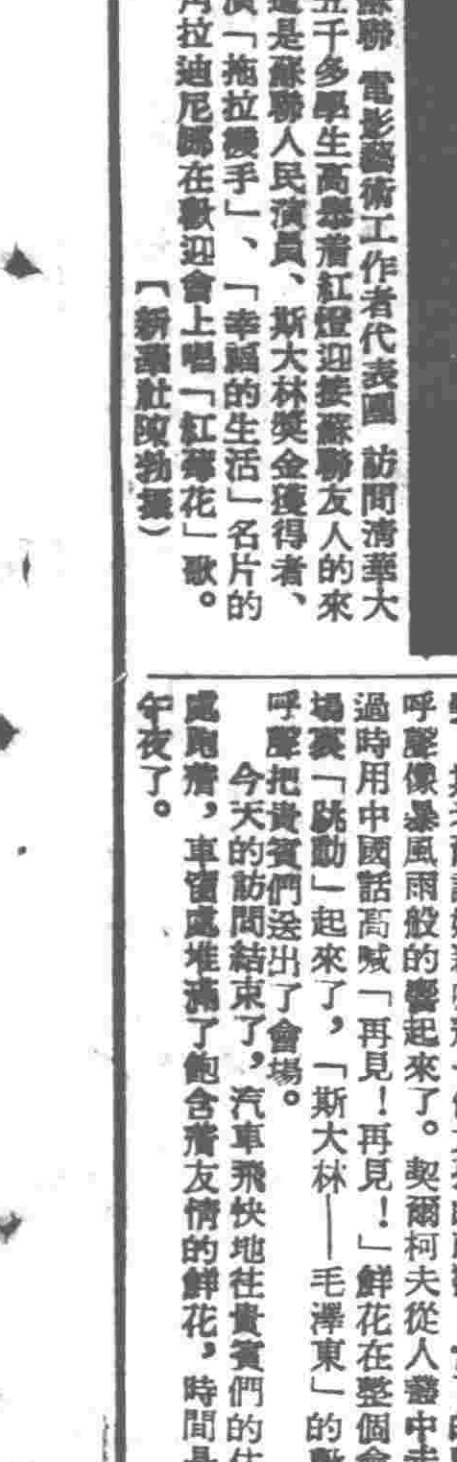 蘇聯 電影藝術工作者代表團 訪問清華大
五千多學生高舉着紅燈迎接蘇聯友人的來
這是蘇聯人民演員、斯大林獎金獲得者、
演「拖拉機手」、「幸福的生活」名片的
拉迪尼娜在歡迎會上唱「紅莓花」歌。
(新華社陳勃攝)
呼聲像暴風雨般的響起來了。契爾柯夫從人叢中走
過時用中國話高喊「再見!再見!」鮮花在整個會
場裏「跳動」起來了,「斯大林——毛澤東」的歡
呼聲把貴賓們送出了會場。
今天的訪問結束了,汽車飛快地往貴賓們的住
處跑着,車窗處堆滿了飽含着友情的鮮花,時間是
午夜了。